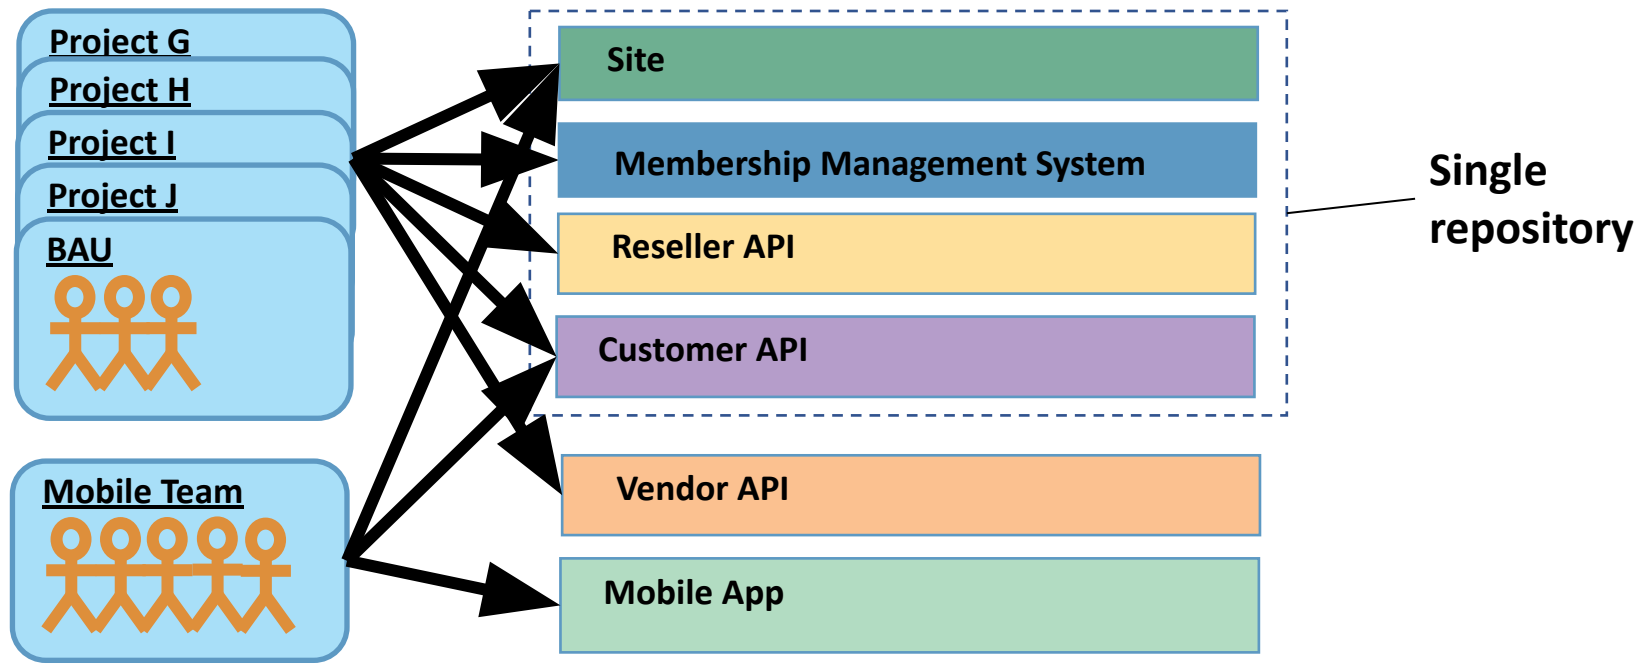 Project G
Project H
Project I
Project J
BAU
Mobile Team
Site
Membership Management System
Reseller API
Customer API
Vendor API
Mobile App
Single
repository